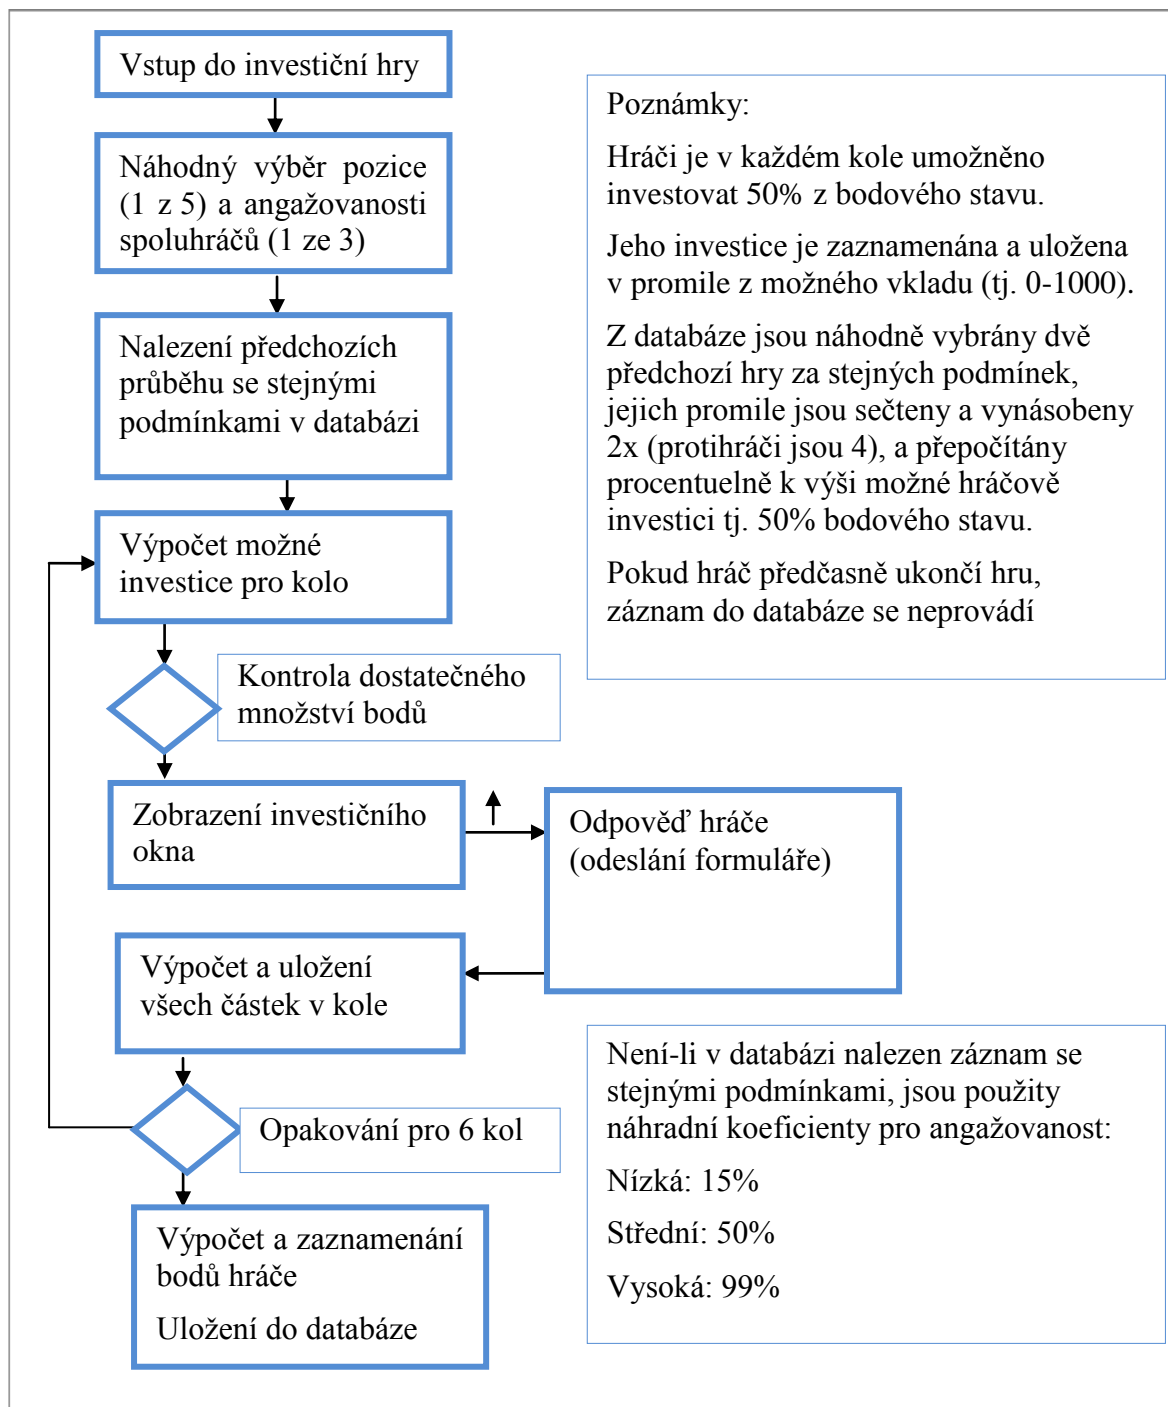 Vstup do investiční hry
Náhodný výběr pozice
(1 z 5) a angažovanosti
spoluhráčů (1 ze 3)
Nalezení předchozích
průběhu se stejnými
podmínkami v databázi
Výpočet možné
investice pro kolo
Kontrola dostatečného
množství bodů
Zobrazení investičního
okna
Odpověď hráče
(odeslání formuláře)
Výpočet a uložení
všech částek v kole
Opakování pro 6 kol
Výpočet a zaznamenání
bodů hráče
Uložení do databáze
Poznámky:
Hráči je v každém kole umožněno
investovat 50% z bodového stavu.
Jeho investice je zaznamenána a uložena
v promile z možného vkladu (tj. 0-1000).
Z databáze jsou náhodně vybrány dvě
předchozí hry za stejných podmínek,
jejich promile jsou sečteny a vynásobeny
2x (protihráči jsou 4), a přepočítány
procentuelně k výši možné hráčově
investici tj. 50% bodového stavu.
Pokud hráč předčasně ukončí hru,
záznam do databáze se neprovádí
Není-li v databázi nalezen záznam se
stejnými podmínkami, jsou použity
náhradní koeficienty pro angažovanost:
Nízká: 15%
Střední: 50%
Vysoká: 99%